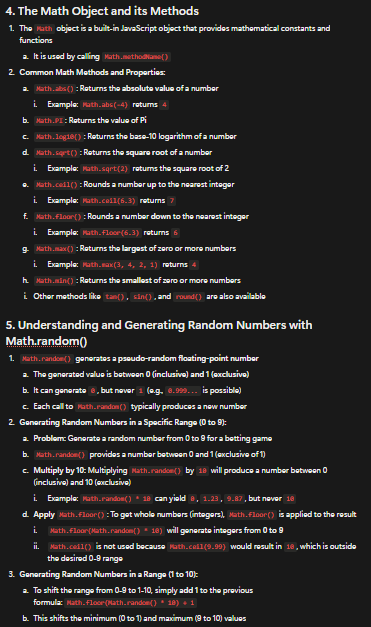 4. The Math Object and its Methods
1. The Math object is a built-in JavaScript object that provides mathematical constants and
functions
a. It is used by calling Math.methodName()
2. Common Math Methods and Properties:
a. Math.abs() : Returns the absolute value of a number
i. Example: Math.abs(-4) returns 4
b. Math.PI : Returns the value of Pi
c. Math.log10() : Returns the base-10 logarithm of a number
d. Math.sqrt() : Returns the square root of a number
i. Example: Math.sqrt(2) returns the square root of 2
e. Math.ceil() : Rounds a number up to the nearest integer
i. Example: Math.ceil(6.3) returns 7
f. Math.floor() : Rounds a number down to the nearest integer
i. Example: Math.floor(6.3) returns 6
g. Math.max() : Returns the largest of zero or more numbers
i. Example: Math.max(3, 4, 2, 1) returns 4
h. Math.min() : Returns the smallest of zero or more numbers
i. Other methods like tan() , sin() , and round() are also available
5. Understanding and Generating Random Numbers with
Math.random()
1. Math.random() generates a pseudo-random floating-point number
a. The generated value is between 0 (inclusive) and 1 (exclusive)
b. It can generate 0 , but never 1 (e.g., 0.999... is possible)
c. Each call to Math.random() typically produces a new number
2. Generating Random Numbers in a Specific Range (0 to 9):
a. Problem: Generate a random number from 0 to 9 for a betting game
b. Math.random() provides a number between 0 and 1 (exclusive of 1)
c. Multiply by 10: Multiplying Math.random() by 10 will produce a number between 0
(inclusive) and 10 (exclusive)
i. Example: Math.random() * 10 can yield 0 , 1.23 , 9.87 , but never 10
d. Apply Math.floor() : To get whole numbers (integers), Math.floor() is applied to the result
i. Math.floor(Math.random() * 10) will generate integers from 0 to 9
ii. Math.ceil() is not used because Math.ceil(9.99) would result in 10 , which is outside
the desired 0-9 range
3. Generating Random Numbers in a Range (1 to 10):
a. To shift the range from 0-9 to 1-10, simply add 1 to the previous
formula: Math.floor(Math.random() * 10) + 1
b. This shifts the minimum (0 to 1) and maximum (9 to 10) values